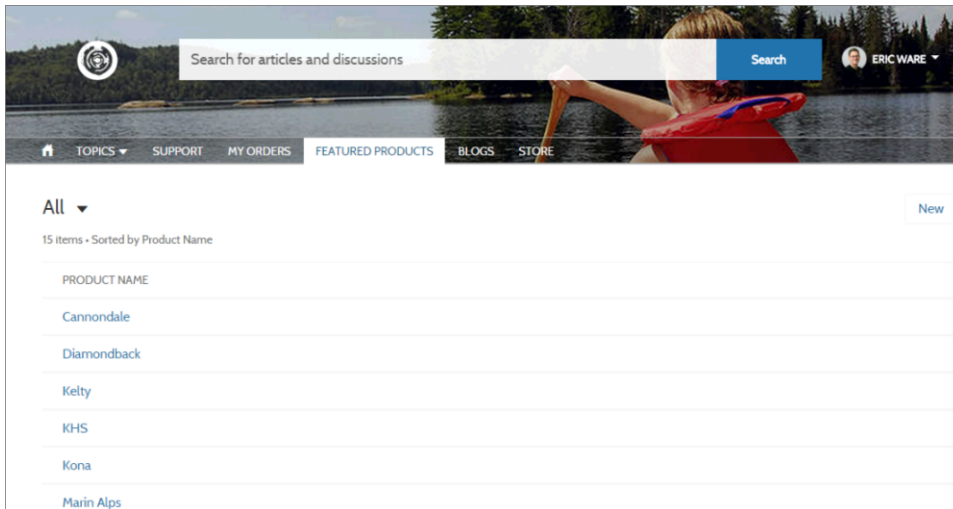 Search for articles and discussions
Search
ERIC WARE
TOPICS
SUPPORT
MY ORDERS
FEATURED PRODUCTS
BLOGS
STORE
All
New
15 items • Sorted by Product Name
PRODUCT NAME
Cannondale
Diamondback
Kelty
KHS
Kona
Marin Alps